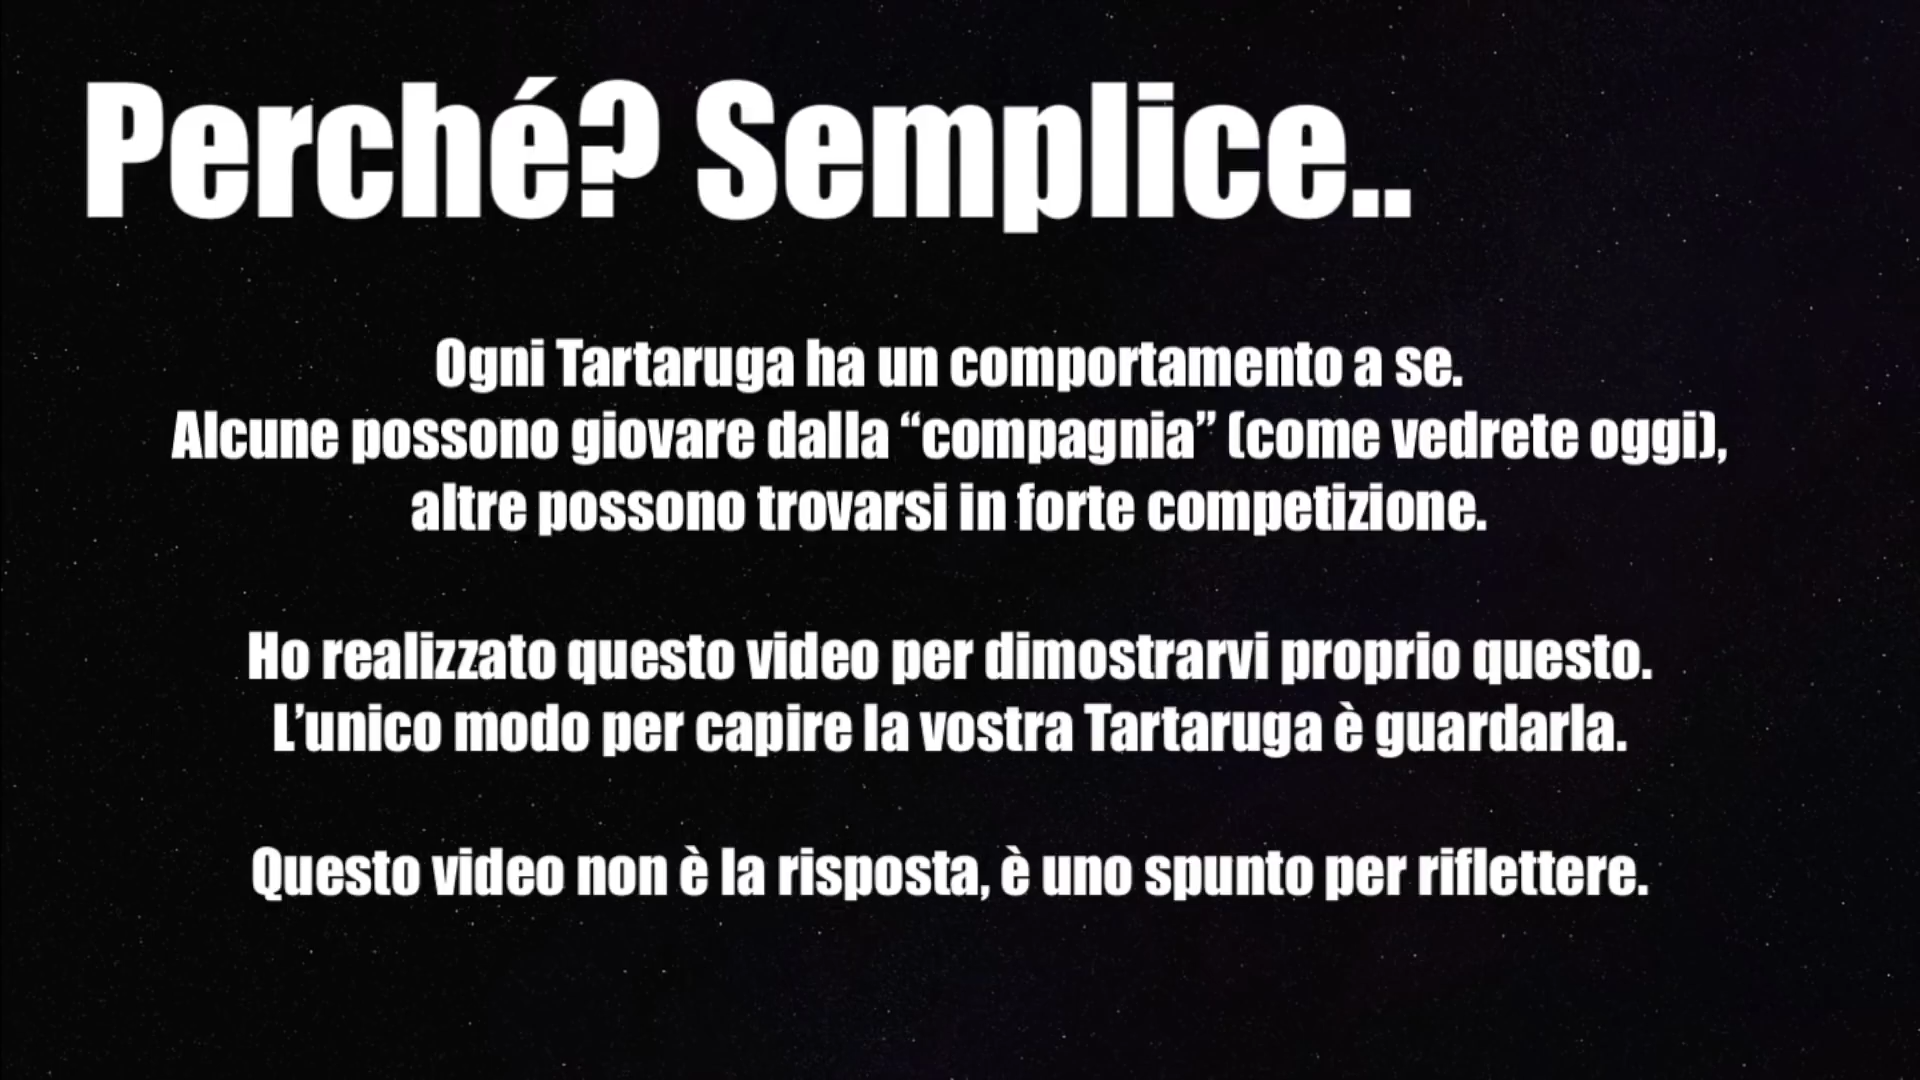 Perché? Semplice..
Ogni Tartaruga ha un comportamento a se.
Alcune possono giovare dalla “compagnia” (come vedrete oggi),
altre possono trovarsi in forte competizione.
Ho realizzato questo video per dimostrarvi proprio questo.
L’unico modo per capire la vostra Tartaruga è guardarla.
Questo video non è la risposta, è uno spunto per riflettere.